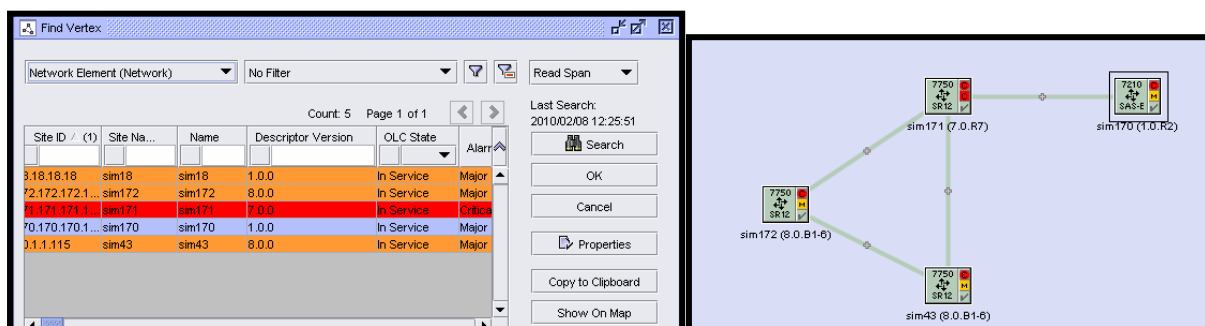 Find Vertex
Network Element (Network) No Filter Read Span
Count: 5 Page 1 of 1
Last Search:
2010/02/08 12:25:51
Site ID / (1) Site Na... Name Descriptor Version OLC State Alarr
Search
3.18.18.18 sim18 sim18 1.0.0 In Service Major
OK
72.172.172.1... sim172 sim172 8.0.0 In Service Major
71.171.171.1... sim171 sim171 7.0.0 In Service Critica
Cancel
70.170.170.1... sim170 sim170 1.0.0 In Service Major
0.1.1.115 sim43 sim43 8.0.0 In Service Major
Properties
Copy to Clipboard
Show On Map
7750 C
C
SR12
sim171 (7.0.R7)
7210 C
M
SAS-E
sim170 (1.0.R2)
7750 C
M
SR12
sim172 (8.0.B1-6)
7750 C
M
SR12
sim43 (8.0.B1-6)